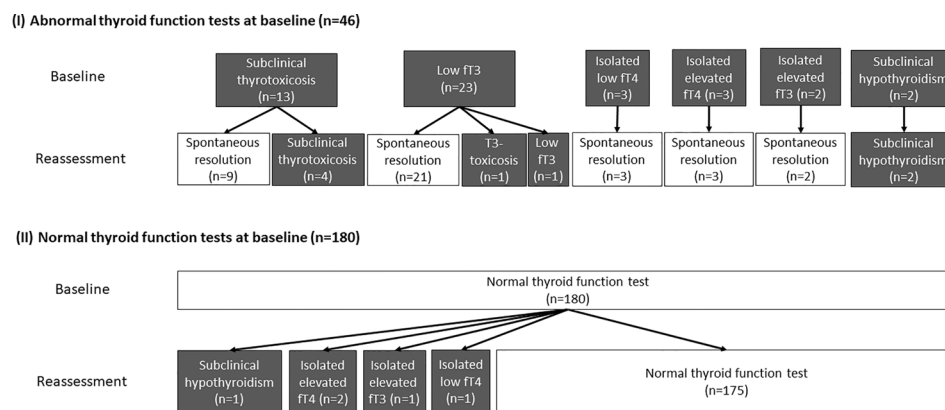 (I) Abnormal thyroid function tests at baseline (n=46)
Baseline
Subclinical
thyrotoxicosis
(n=13)
Low fT3
(n=23)
Isolated
low fT4
(n=3)
Isolated
elevated
fT4 (n=3)
Isolated
elevated
fT3 (n=2)
Subclinical
hypothyroidism
(n=2)
Reassessment
Spontaneous
resolution
(n=9)
Subclinical
thyrotoxicosis
(n=4)
Spontaneous
resolution
(n=21)
T3-
toxicosis
(n=1)
Low
fT3
(n=1)
Spontaneous
resolution
(n=3)
Spontaneous
resolution
(n=3)
Spontaneous
resolution
(n=2)
Subclinical
hypothyroidism
(n=2)
(II) Normal thyroid function tests at baseline (n=180)
Baseline
Normal thyroid function test
(n=180)
Reassessment
Subclinical
hypothyroidism
(n=1)
Isolated
elevated
fT4 (n=2)
Isolated
elevated
fT3 (n=1)
Isolated
low fT4
(n=1)
Normal thyroid function test
(n=175)